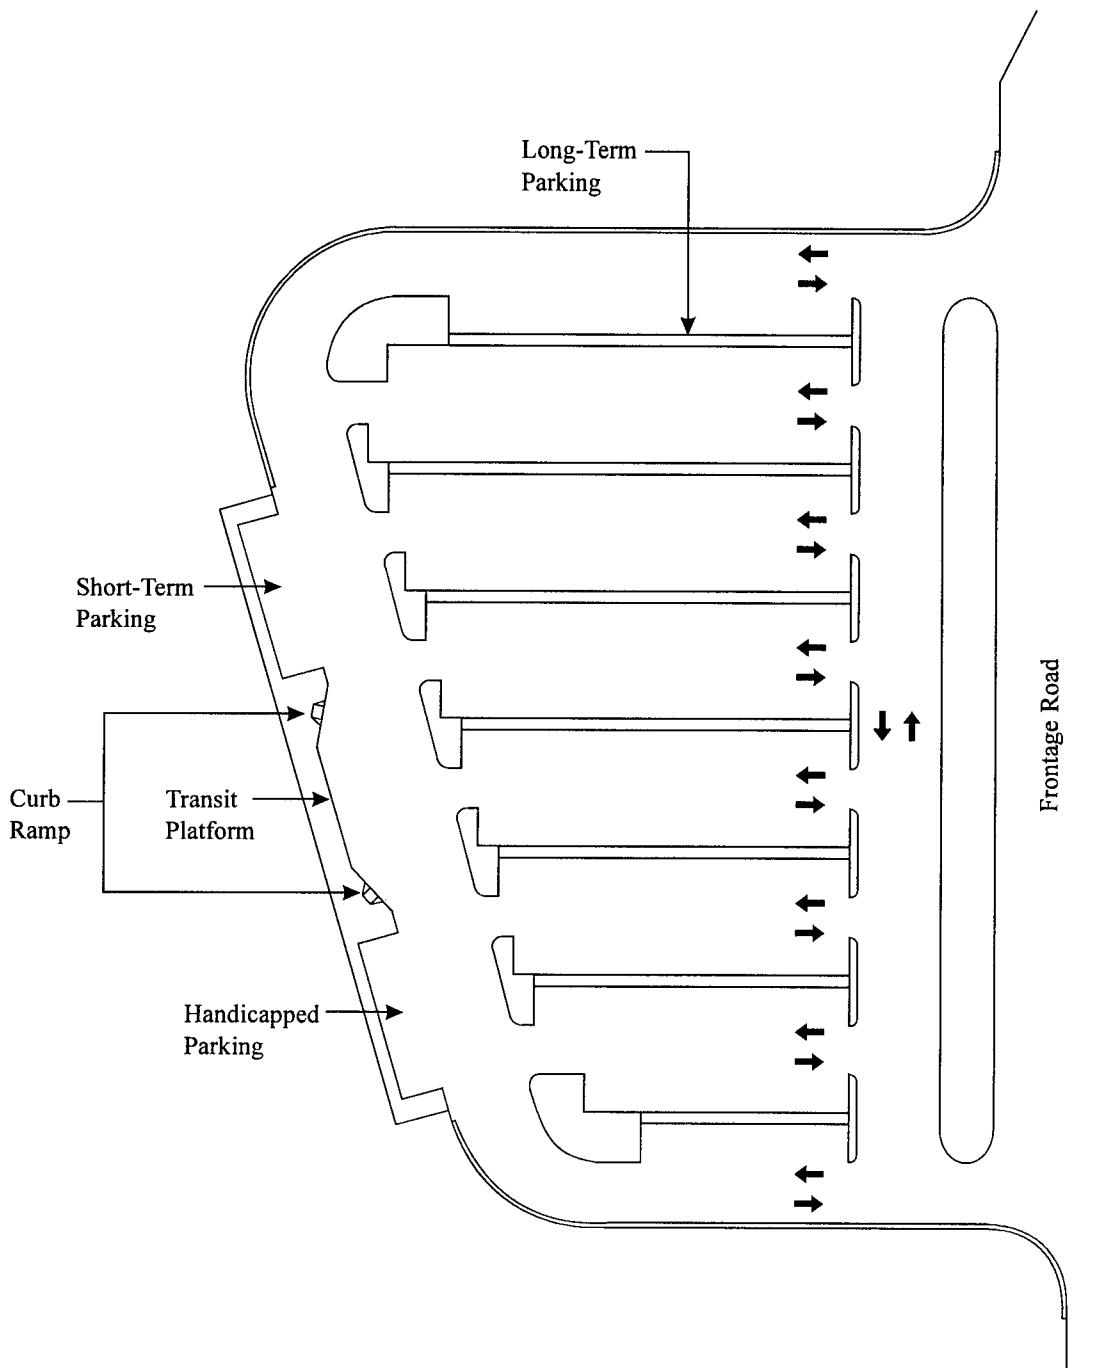 Long-Term
Parking
Short-Term
Parking
Frontage Road
Curb
Ramp
Transit
Platform
Handicapped
Parking